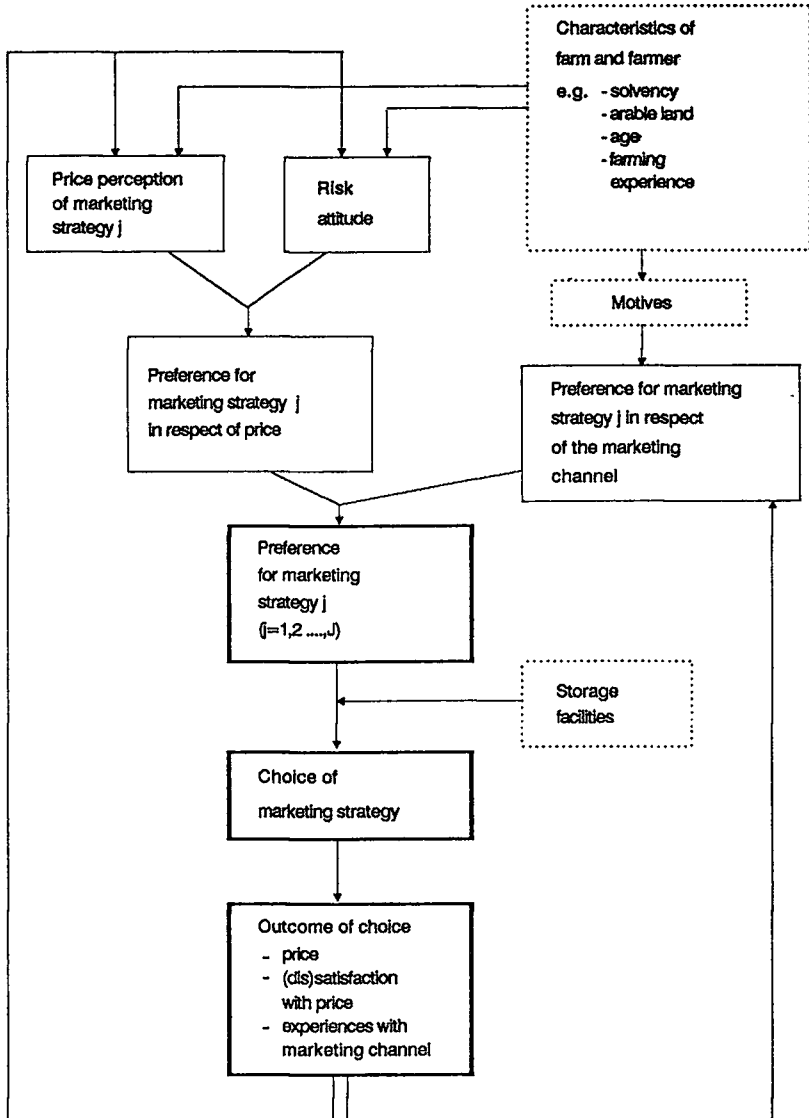 Characteristics of
farm and farmer
e.g. - solvency
- arable land
- age
- farming
experience
Price perception
of marketing
strategy j
Risk
attitude
Motives
Preference for
marketing strategy j
in respect of price
Preference for marketing
strategy j in respect
of the marketing
channel
Preference
for marketing
strategy j
(j=1,2 ....,J)
Storage
facilities
Choice of
marketing strategy
Outcome of choice
- price
- (dis)satisfaction
with price
- experiences with
marketing channel